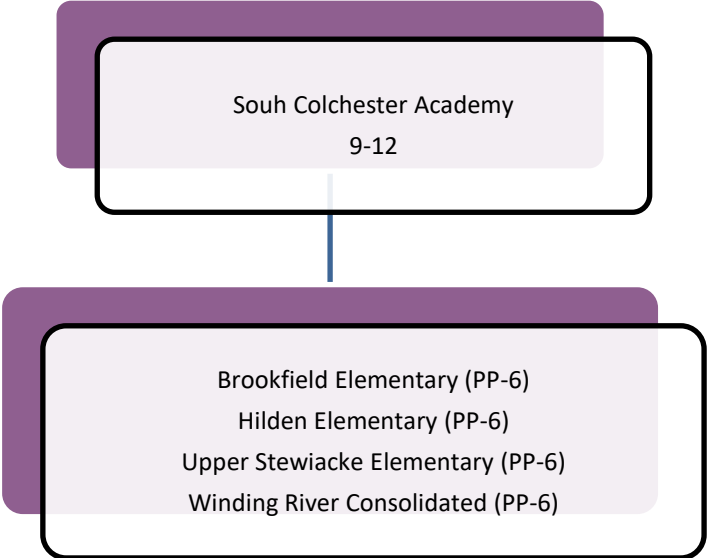 Souh Colchester Academy
9-12
Brookfield Elementary (PP-6)
Hilden Elementary (PP-6)
Upper Stewiacke Elementary (PP-6)
Winding River Consolidated (PP-6)